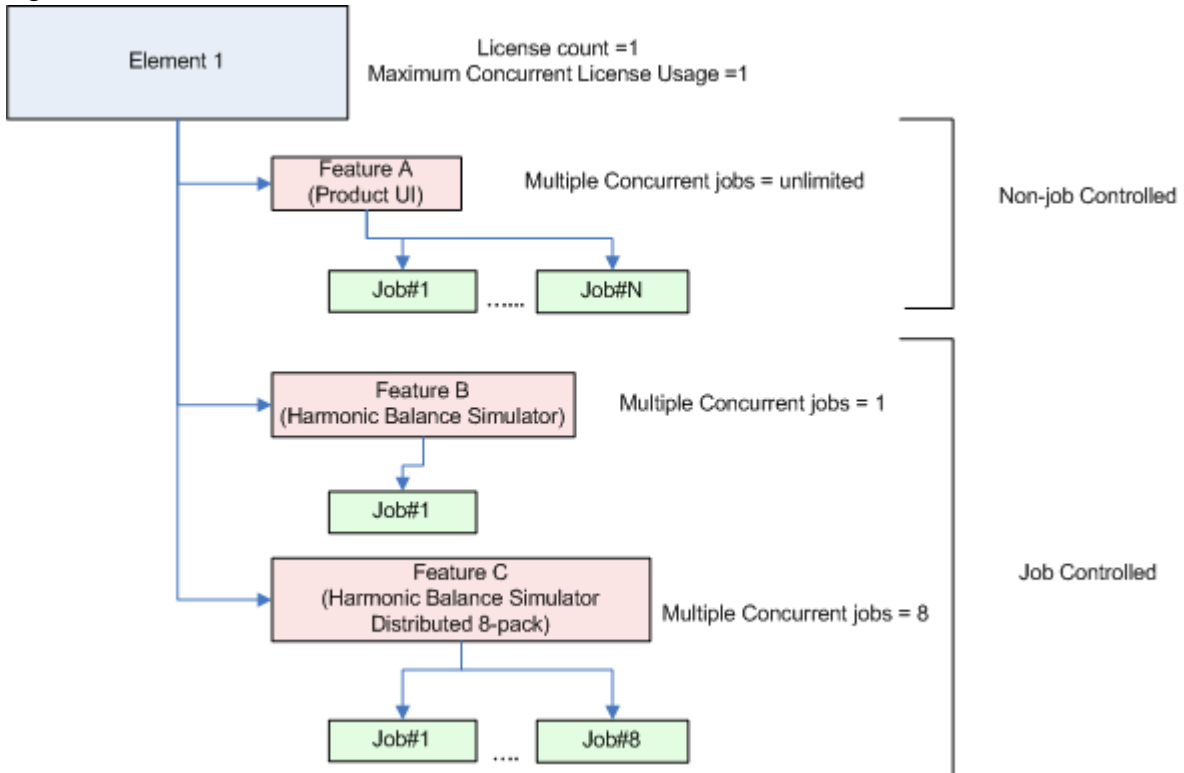 Element 1
License count =1
Maximum Concurrent License Usage =1
Feature A
(Product UI)
Multiple Concurrent jobs = unlimited
Non-job Controlled
Job#1
......
Job#N
Feature B
(Harmonic Balance Simulator)
Multiple Concurrent jobs = 1
Job#1
Feature C
(Harmonic Balance Simulator
Distributed 8-pack)
Multiple Concurrent jobs = 8
Job Controlled
Job#1
....
Job#8